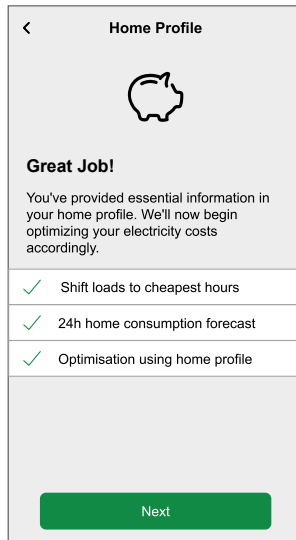 Home Profile
Great Job!
You've provided essential information in
your home profile. We'll now begin
optimizing your electricity costs
accordingly.
Shift loads to cheapest hours
24h home consumption forecast
Optimisation using home profile
Next